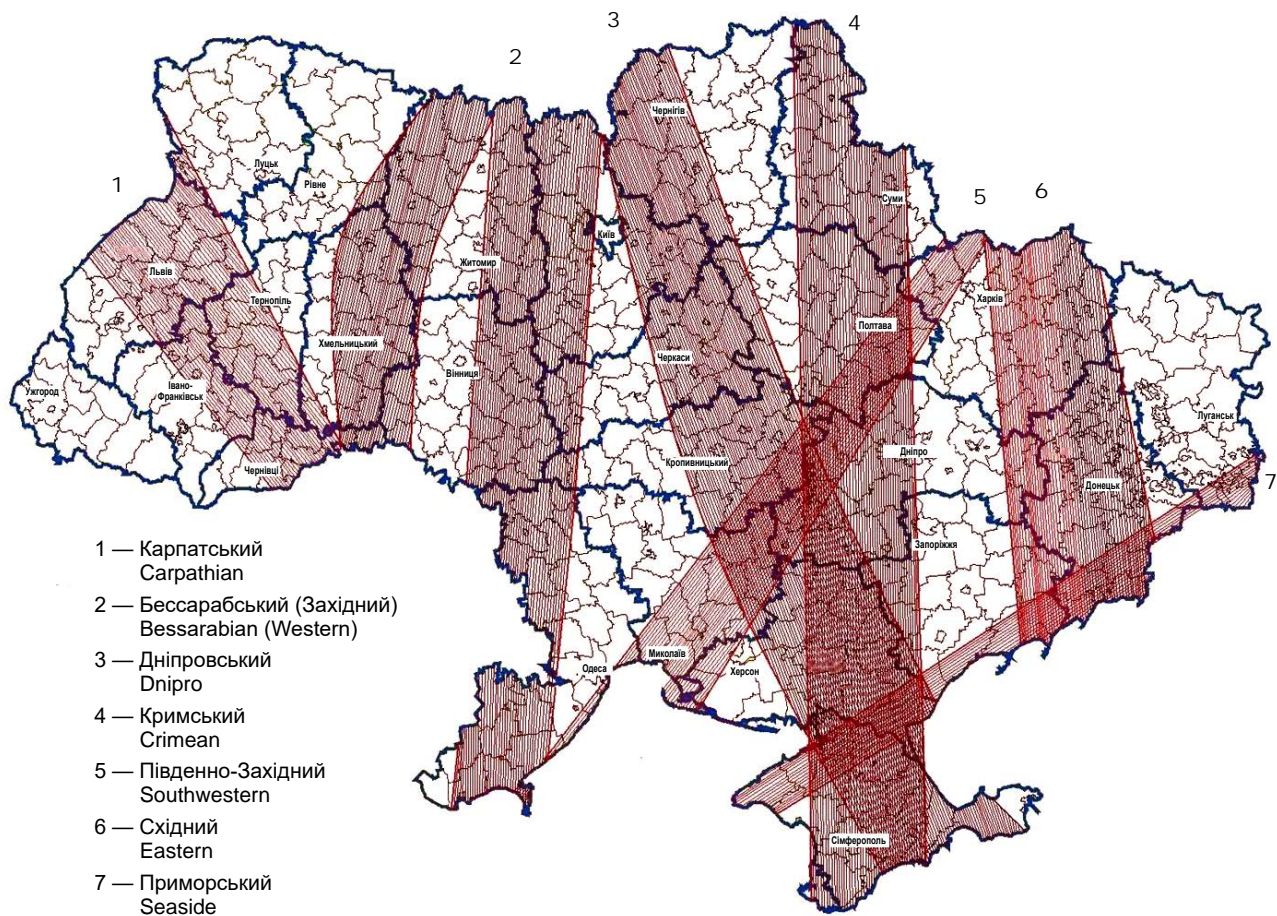 3
4
2
Чернігів
Луцьк
1
Рівне
Суми
5
6
Київ
Житомир
Львів
Тернопіль
Харків
Хмельницький
Полтава
Вінниця
Черкаси
Ужгород
Івано-
Франківськ
Луганськ
Чернівці
Кропивницький
Дніпро
Донецьк
7
Запоріжжя
Одеса
Миколаїв
Херсон
Сімферополь
1 — Карпатський
Carpathian
2 — Бессарабський (Західний)
Bessarabian (Western)
3 — Дніпровський
Dnipro
4 — Кримський
Crimean
5 — Південно-Західний
Southwestern
6 — Східний
Eastern
7 — Приморський
Seaside